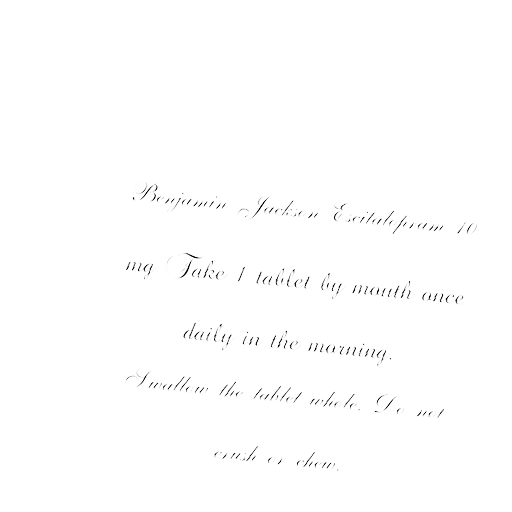 Benjamin Jackson Escitalopram 10
mg Take 1 tablet by mouth once
daily in the morning.
Swallow the tablet whole. Do not
crush or chew.